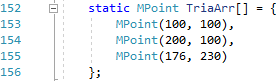 152 static MPoint TriaArr[] = {
153 MPoint(100, 100),
154 MPoint(200, 100),
155 MPoint(176, 230)
156 };